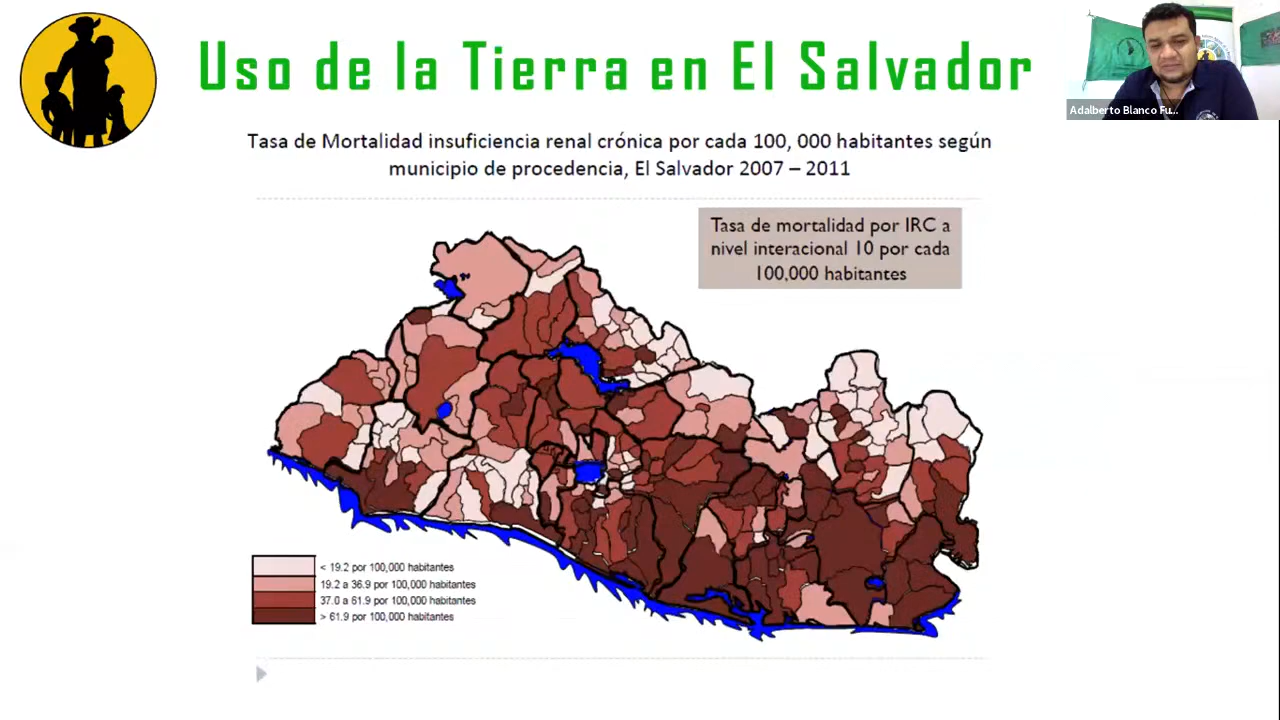 Uso de la Tierra en El Salvador
Adalberto Blanco Fu...
Tasa de Mortalidad insuficiencia renal crónica por cada 100, 000 habitantes según
municipio de procedencia, El Salvador 2007 – 2011
Tasa de mortalidad por IRC a
nivel interacional 10 por cada
100,000 habitantes
< 19.2 por 100,000 habitantes
19.2 a 36.9 por 100,000 habitantes
37.0 a 61.9 por 100,000 habitantes
> 61.9 por 100,000 habitantes